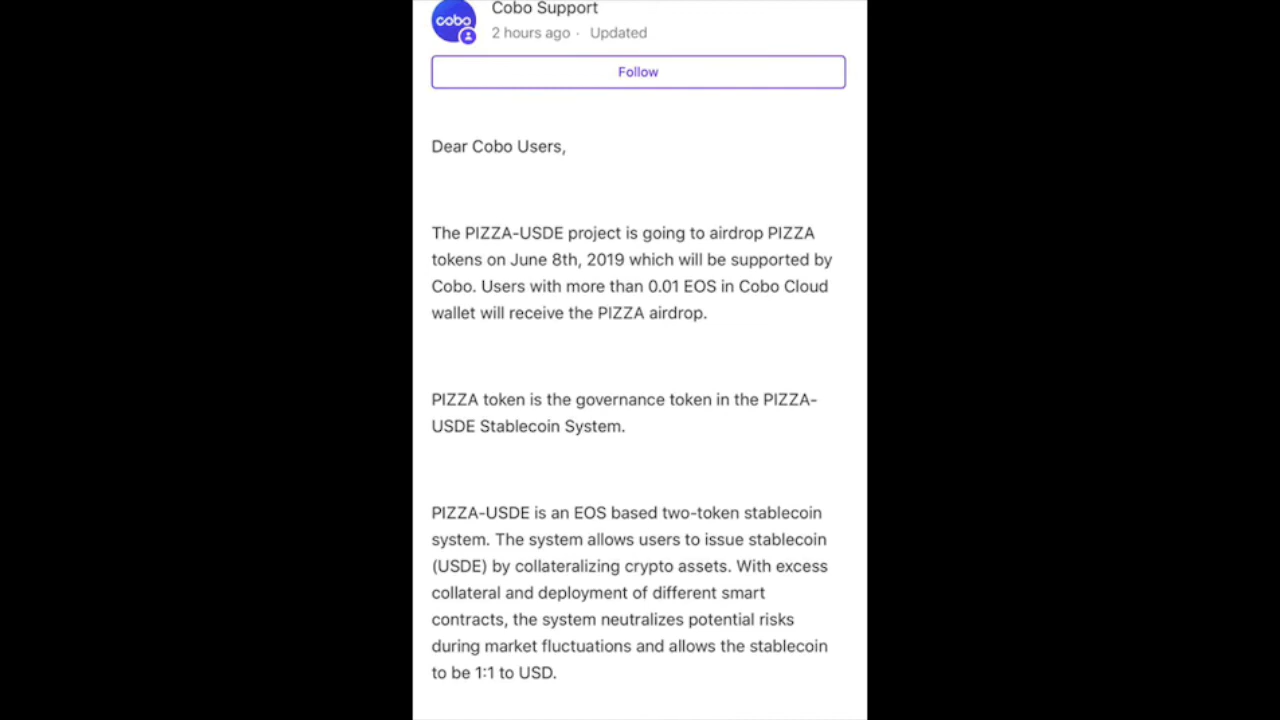 cobo
Cobo Support
2 hours ago · Updated
Follow
Dear Cobo Users,
The PIZZA-USDE project is going to airdrop PIZZA
tokens on June 8th, 2019 which will be supported by
Cobo. Users with more than 0.01 EOS in Cobo Cloud
wallet will receive the PIZZA airdrop.
PIZZA token is the governance token in the PIZZA-
USDE Stablecoin System.
PIZZA-USDE is an EOS based two-token stablecoin
system. The system allows users to issue stablecoin
(USDE) by collateralizing crypto assets. With excess
collateral and deployment of different smart
contracts, the system neutralizes potential risks
during market fluctuations and allows the stablecoin
to be 1:1 to USD.